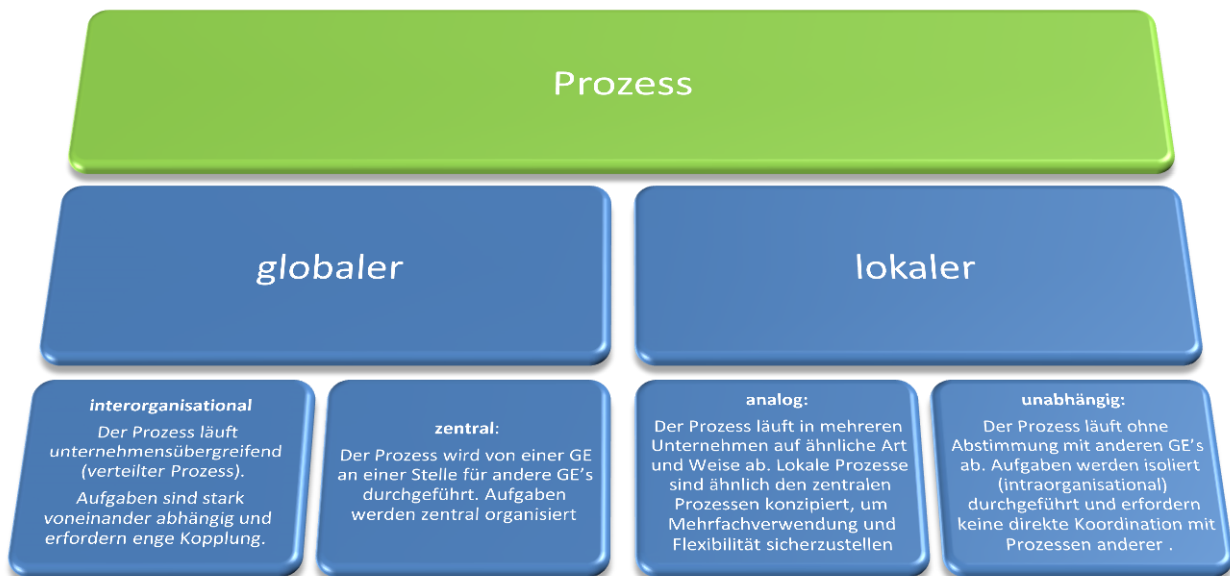 Prozess
globaler
lokaler
interorganisational
Der Prozess läuft
unternehmensübergreifend
(verteilter Prozess).
Aufgaben sind stark
voneinander abhängig und
erfordern enge Kopplung.
zentral:
Der Prozess wird von einer GE
an einer Stelle für andere GE's
durchgeführt. Aufgaben
werden zentral organisiert
analog:
Der Prozess läuft in mehreren
Unternehmen auf ähnliche Art
und Weise ab. Lokale Prozesse
sind ähnlich den zentralen
Prozessen konzipiert, um
Mehrfachverwendung und
Flexibilität sicherzustellen
unabhängig:
Der Prozess läuft ohne
Abstimmung mit anderen GE's
ab. Aufgaben werden isoliert
(intraorganisational)
durchgeführt und erfordern
keine direkte Koordination mit
Prozessen anderer .